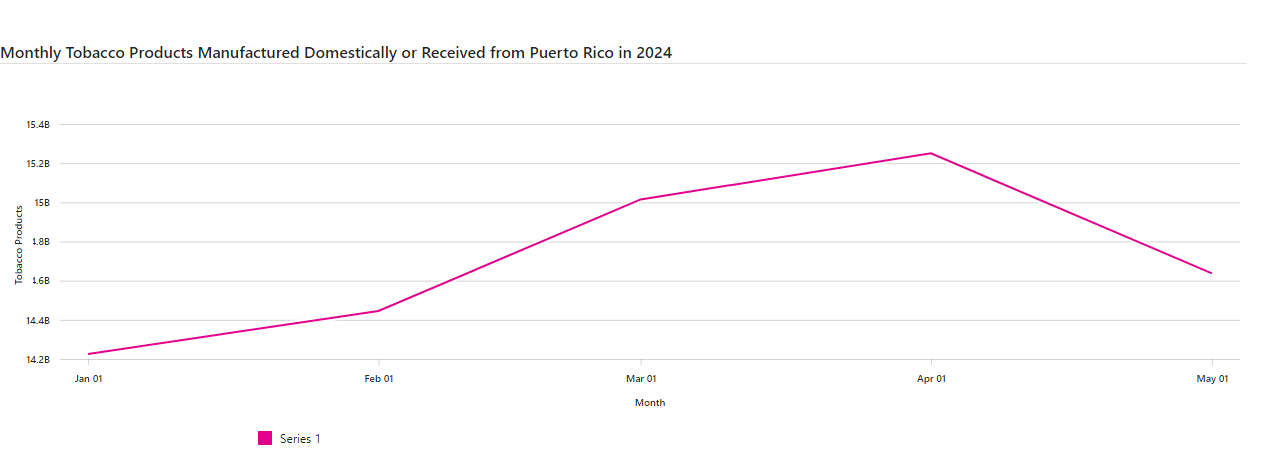 Monthly Tobacco Products Manufactured Domestically or Received from Puerto Rico in 2024
15.4B
15.2B
15B
Tobacco Products
1.8B
1.6B
14.4B
14.2B
Jan 01 Feb 01 Mar 01 Apr 01 May 01
Month
Series 1